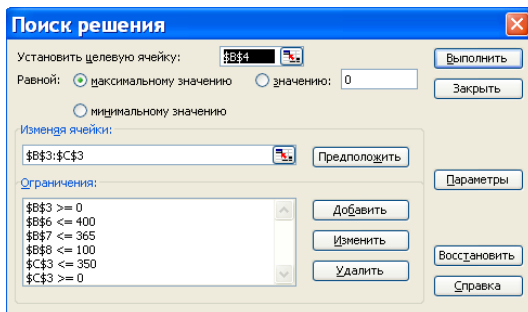 Поиск решения
Установить целевую ячейку: $B$4
Выполнить
Равной: максимальному значению значению: 0
Закрыть
минимальному значению
Изменяя ячейки:
$B$3:$C$3
Предположить
Параметры
Ограничения:
$B$3 >= 0
$B$6 <= 400
$B$7 <= 365
$B$8 <= 100
$C$3 <= 350
$C$3 >= 0
Добавить
Изменить
Удалить
Восстановить
Справка